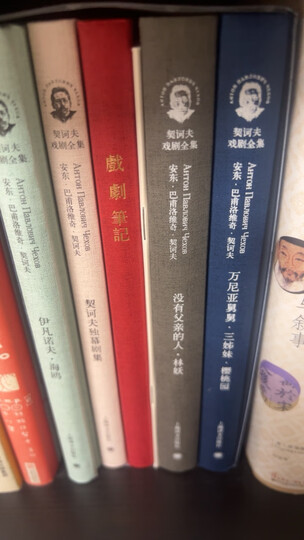 契诃夫
戏剧全集
Антон Павлович Чехов
安东·巴甫洛维奇·契诃夫
伊凡诺夫·海鸥
契诃夫
戏剧全集
Антон Павлович Чехов
安东·巴甫洛维奇·契诃夫
契诃夫独幕剧集
戲劇筆記
契诃夫
戏剧全集
Антон Павлович Чехов
安东·巴甫洛维奇·契诃夫
没有父亲的人·林妖
契诃夫
戏剧全集
Антон Павлович Чехов
安东·巴甫洛维奇·契诃夫
万尼亚舅舅·三姊妹·樱桃园
叙事